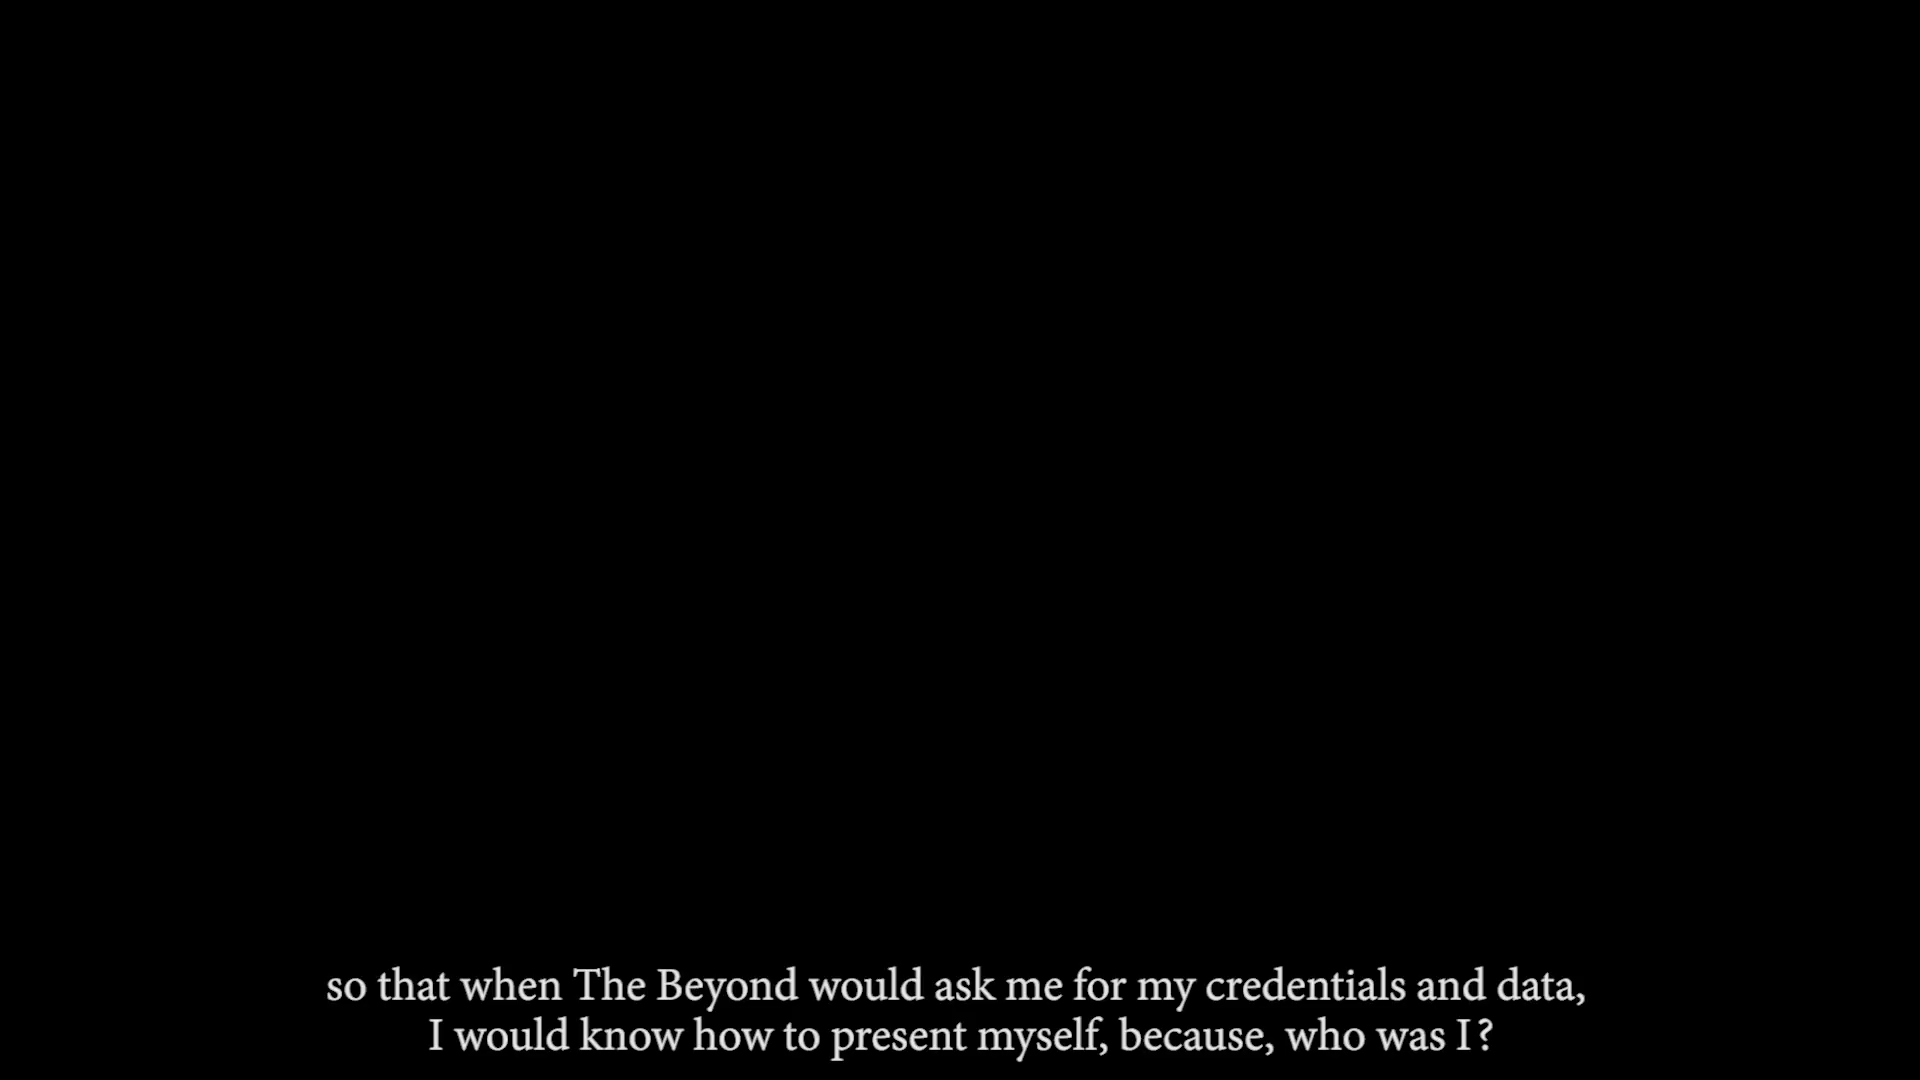 so that when The Beyond would ask me for my credentials and data,
I would know how to present myself, because, who was I?